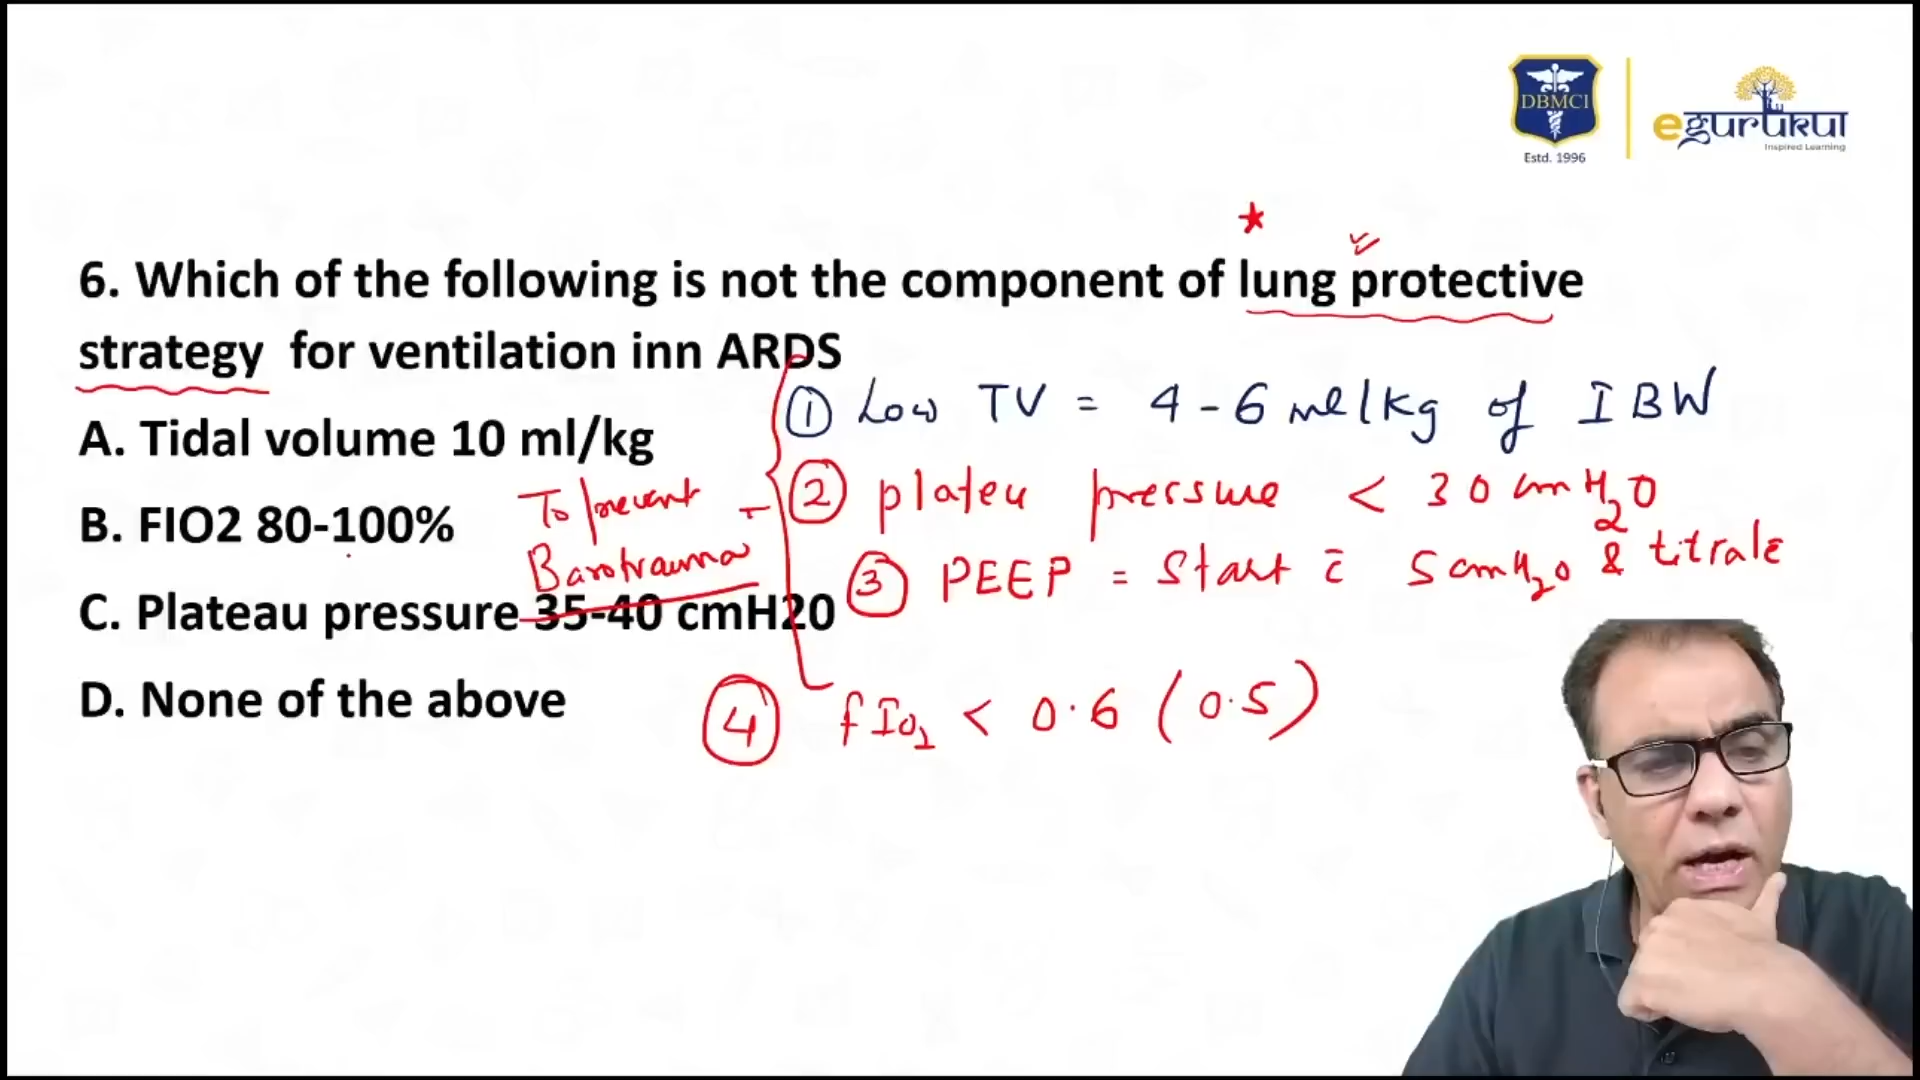 DBMCI
Estd. 1996
egurukul
Inspired Learning
6. Which of the following is not the component of lung protective
strategy for ventilation inn ARDS
① Low TV = 4-6 ml/kg of IBW
A. Tidal volume 10 ml/kg
② plateu pressure < 30 cmH2O
To prevent
B. FIO2 80-100%
Barotrauma
③ PEEP = Start c̄ 5 cmH2O & titrate
C. Plateau pressure 35-40 cmH20
D. None of the above
④ fIO2 < 0.6 (0.5)